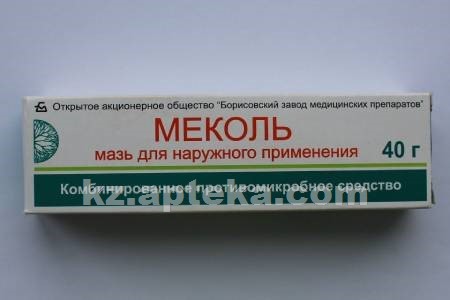 Открытое акционерное общество "Борисовский завод медицинских препаратов"
МЕКОЛЬ
мазь для наружного применения 40 г
Комбинированное противомикробное средство
kz.apteka.com